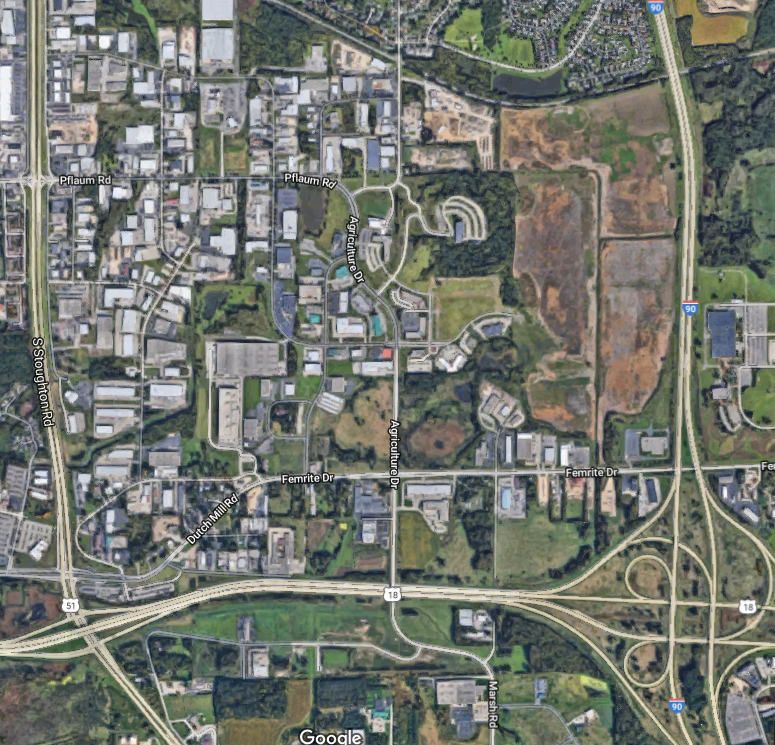 90
Pflaum Rd
Pflaum Rd
Agriculture Dr
90
S Stoughton Rd
Agriculture Dr
Femrite Dr
Femrite Dr
Fe
Dutch Mill Rd
18
51
18
Marsh Rd
90
Google